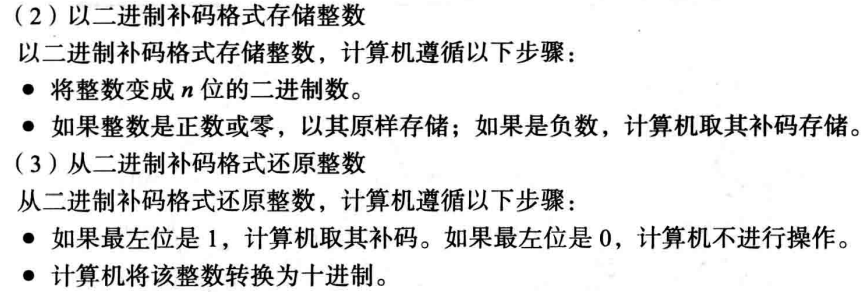 （2）以二进制补码格式存储整数
以二进制补码格式存储整数，计算机遵循以下步骤：
● 将整数变成 n 位的二进制数。
● 如果整数是正数或零，以其原样存储；如果是负数，计算机取其补码存储。
（3）从二进制补码格式还原整数
从二进制补码格式还原整数，计算机遵循以下步骤：
● 如果最左位是 1，计算机取其补码。如果最左位是 0，计算机不进行操作。
● 计算机将该整数转换为十进制。